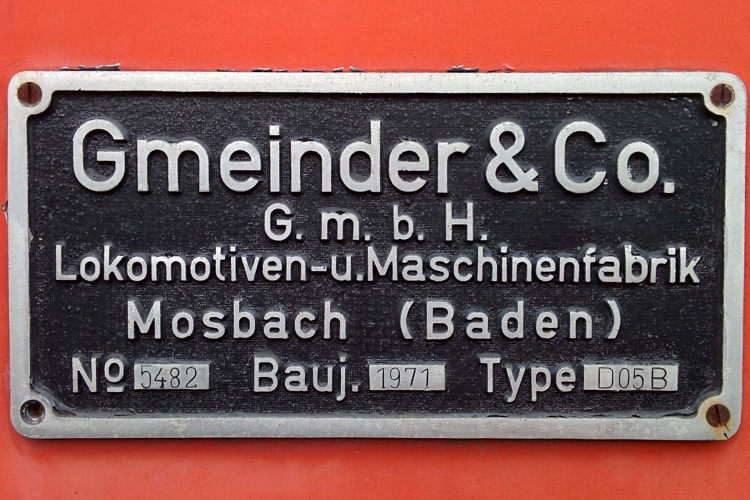 Gmeinder & Co.
G. m. b. H.
Lokomotiven-u.Maschinenfabrik
Mosbach (Baden)
Nº 5482 Bauj. 1971 Type D05B